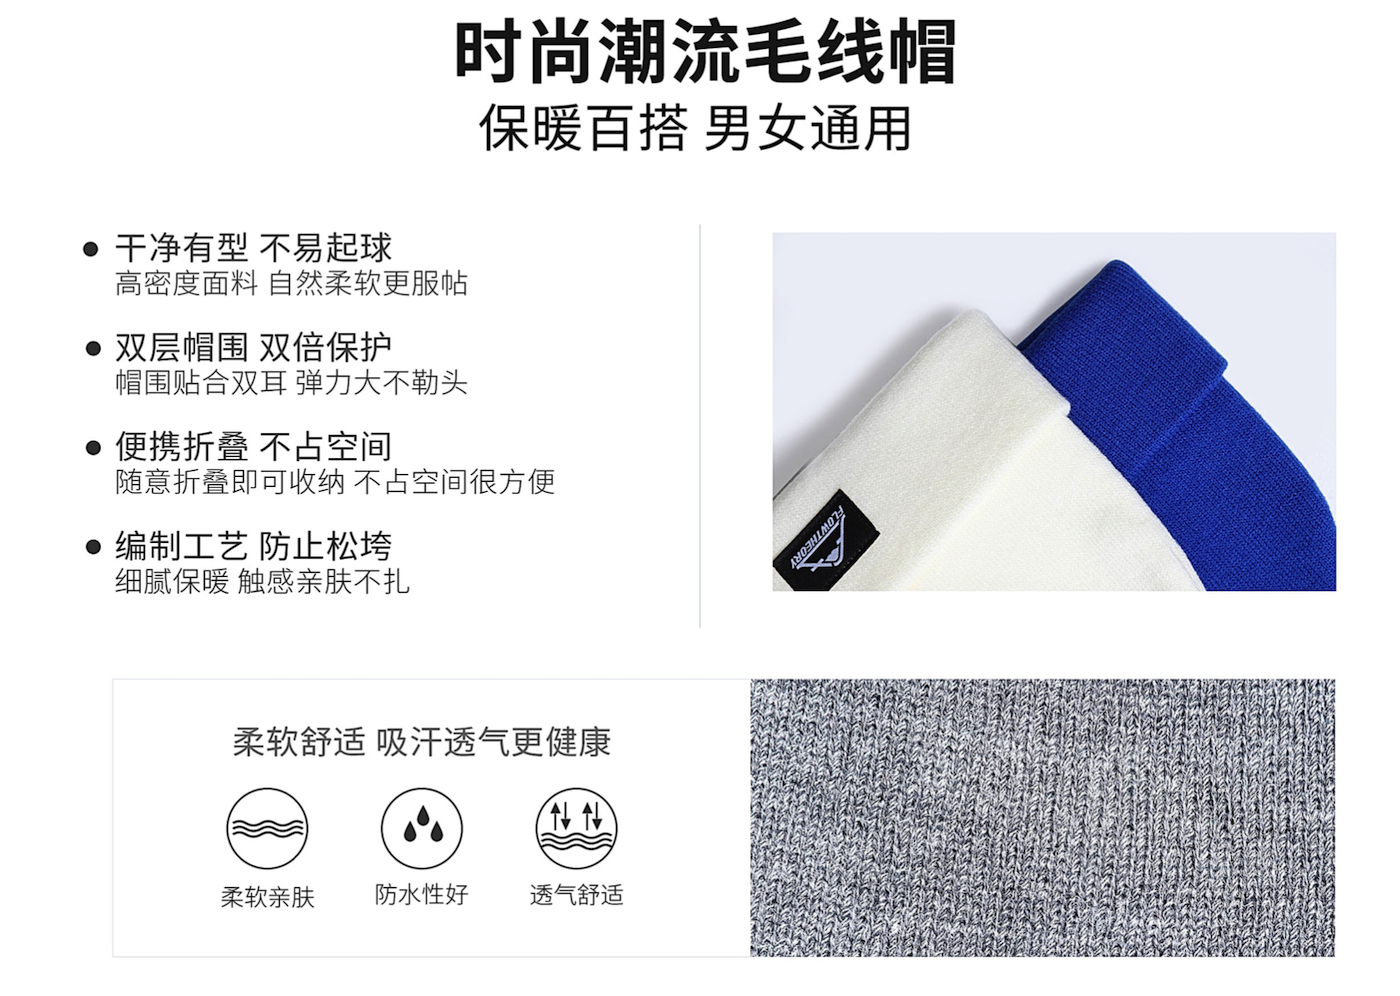 时尚潮流毛线帽
保暖百搭 男女通用
干净有型 不易起球
高密度面料 自然柔软更服帖
双层帽围 双倍保护
帽围贴合双耳 弹力大不勒头
便携折叠 不占空间
随意折叠即可收纳 不占空间很方便
编制工艺 防止松垮
细腻保暖 触感亲肤不扎
FLOWTHEORY
柔软舒适 吸汗透气更健康
柔软亲肤
防水性好
透气舒适